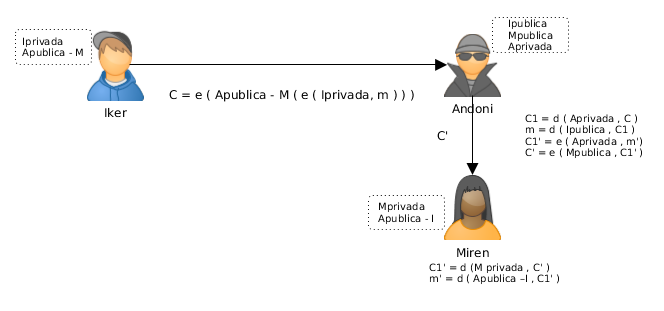 Iprivada
Apublica - M
Iker
C = e ( Apublica - M ( e ( Iprivada, m ) ) )
Ipublica
Mpublica
Aprivada
Andoni
C1 = d ( Aprivada , C )
m = d ( Ipublica , C1 )
C1' = e ( Aprivada , m')
C' = e ( Mpublica , C1' )
C'
Mprivada
Apublica - I
Miren
C1' = d (M privada , C' )
m' = d ( Apublica –I , C1' )